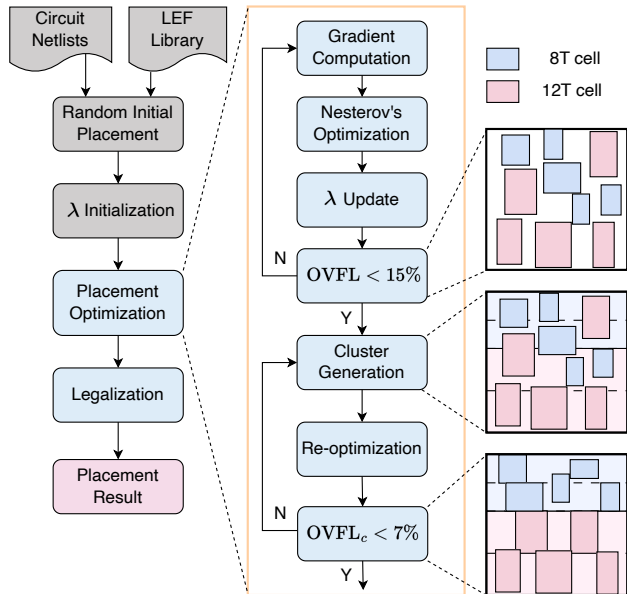 Circuit
Netlists
LEF
Library
Random Initial
Placement
λ Initialization
Placement
Optimization
Legalization
Placement
Result
Gradient
Computation
Nesterov's
Optimization
λ Update
N
OVFL < 15%
Y
Cluster
Generation
Re-optimization
N
OVFL_c < 7%
Y
8T cell
12T cell